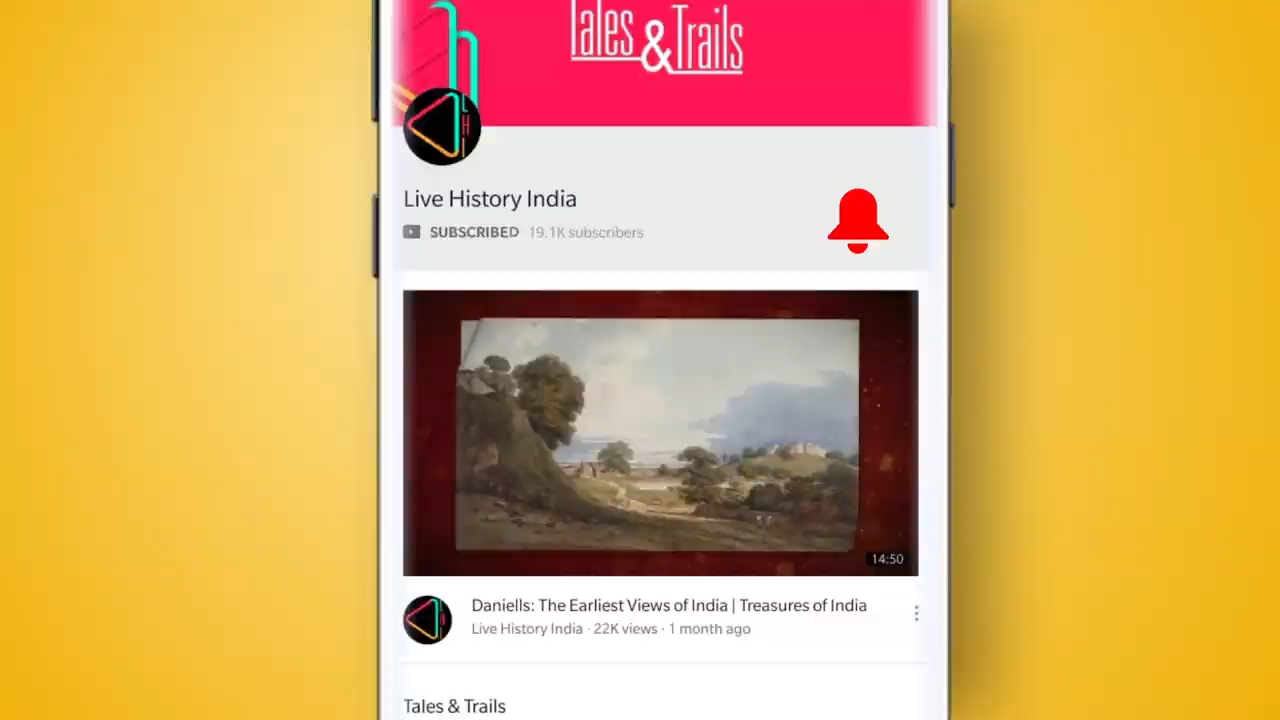 Tales & Trails
LHI
Live History India
SUBSCRIBED 19.1K subscribers
14:50
Daniells: The Earliest Views of India | Treasures of India
Live History India · 22K views · 1 month ago
Tales & Trails